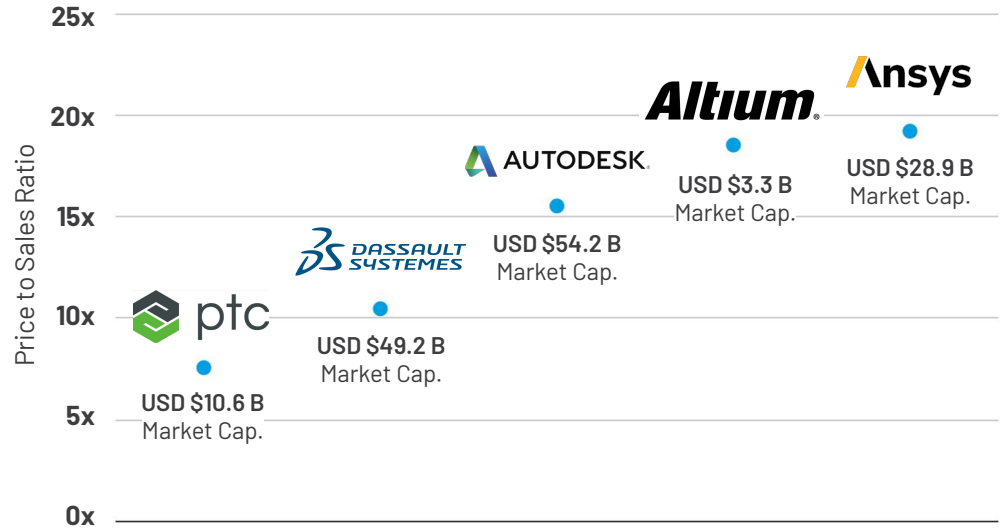 25x
20x
15x
10x
5x
0x
Price to Sales Ratio
ptc
USD $10.6 B
Market Cap.
DASSAULT
SYSTEMES
USD $49.2 B
Market Cap.
AUTODESK.
USD $54.2 B
Market Cap.
Altium®
USD $3.3 B
Market Cap.
Ansys
USD $28.9 B
Market Cap.